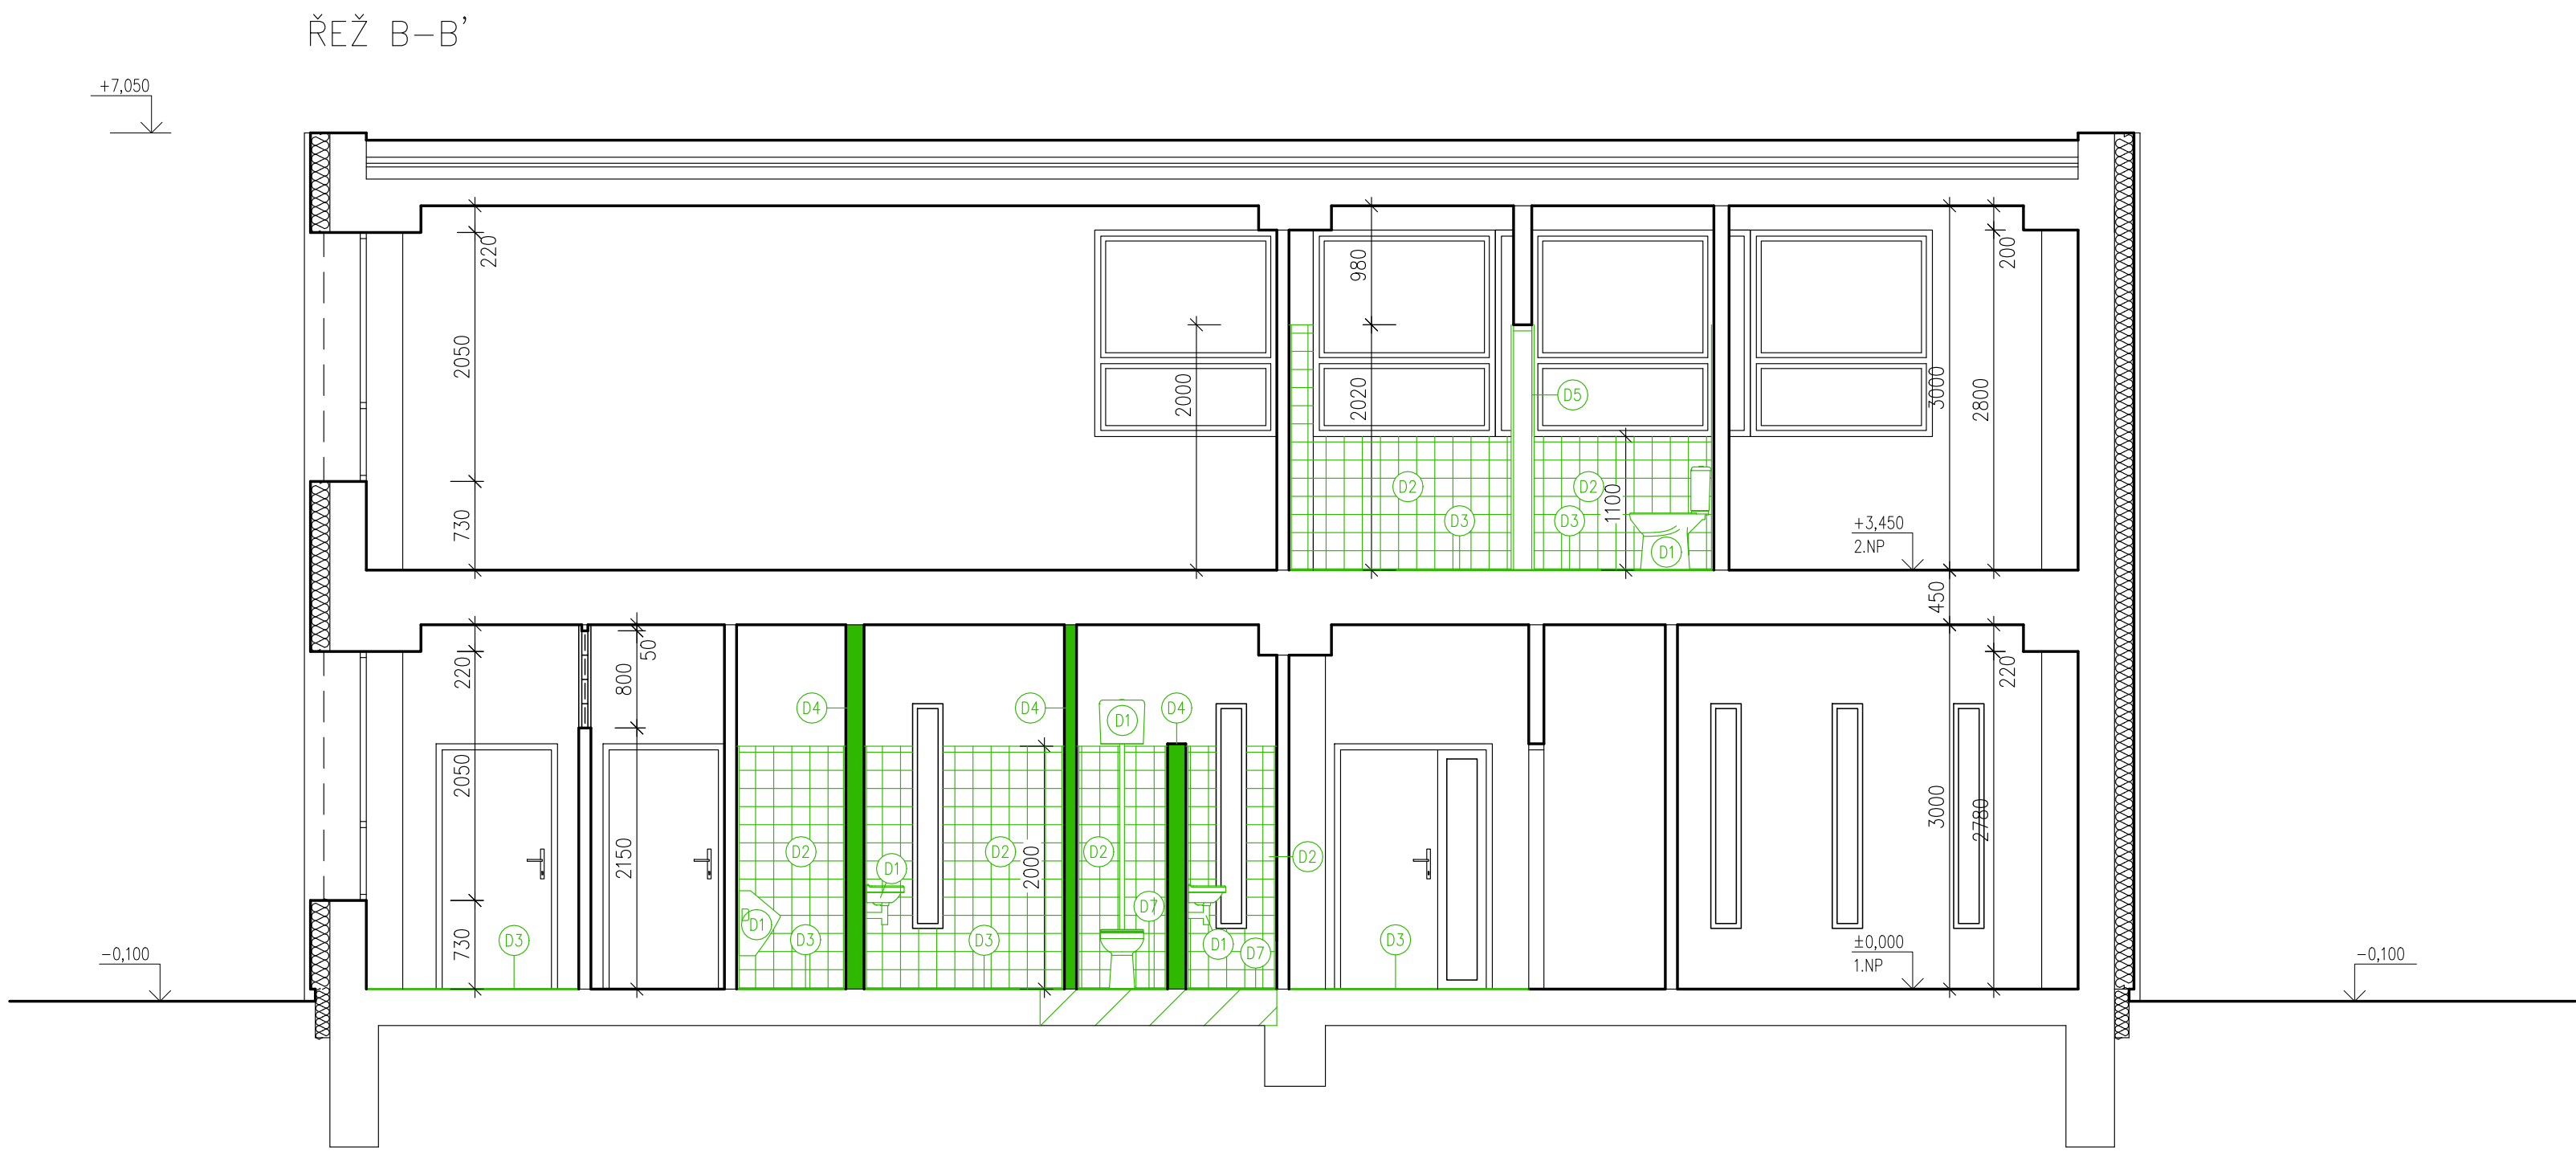 ŘEŽ B-B'
+7,050
220
2050
730
2000
980
2020
D5
D2
D3
D2
D3
1100
D1
3000
200
2800
+3,450
2.NP
450
220
2050
730
50
800
2150
D3
D4
D2
D1
D3
D1
D4
D2
D3
2000
D1
D2
D7
D4
D1
D7
D2
D3
±0,000
1.NP
3000
220
2780
-0,100
-0,100